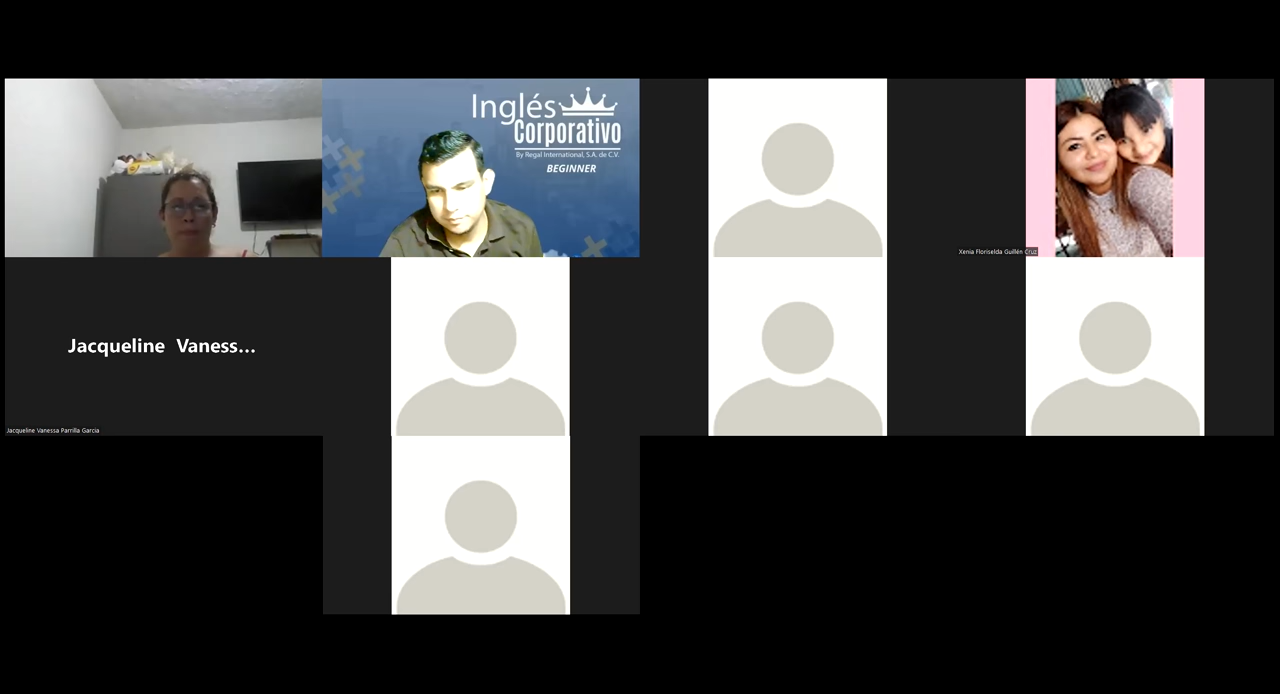 Inglés
Corporativo
By Regal International, S.A. de C.V.
BEGINNER
Xenia Floriselda Guillén Cruz
Jacqueline Vaness...
Jacqueline Vanessa Parrilla Garcia